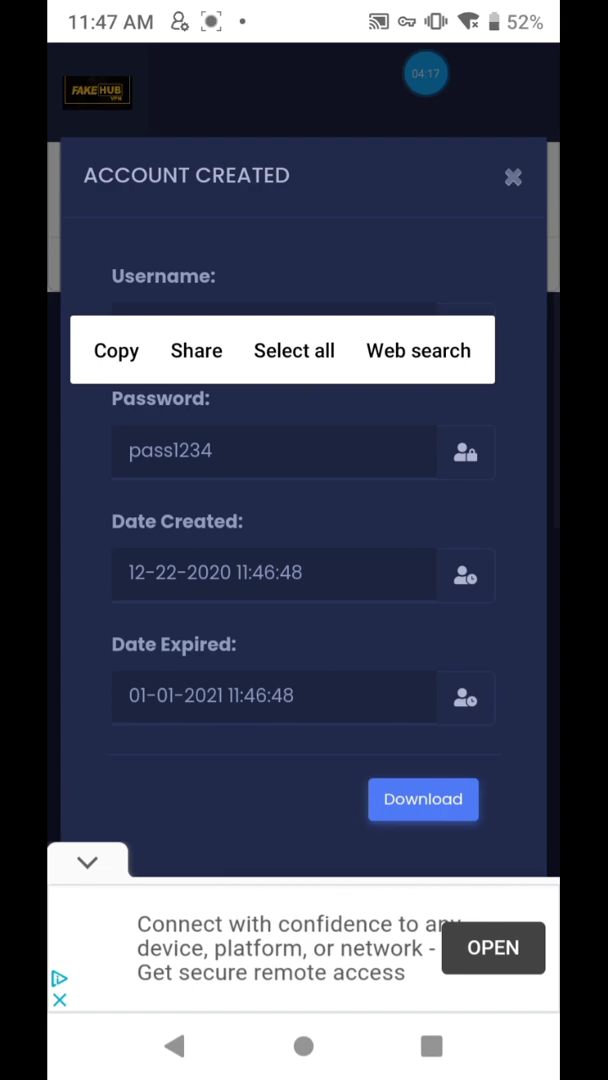 11:47 AM
52%
FAKE HUB
VPN
04:17
ACCOUNT CREATED
Username:
Copy Share Select all Web search
Password:
pass1234
Date Created:
12-22-2020 11:46:48
Date Expired:
01-01-2021 11:46:48
Download
Connect with confidence to any
device, platform, or network -
Get secure remote access
OPEN